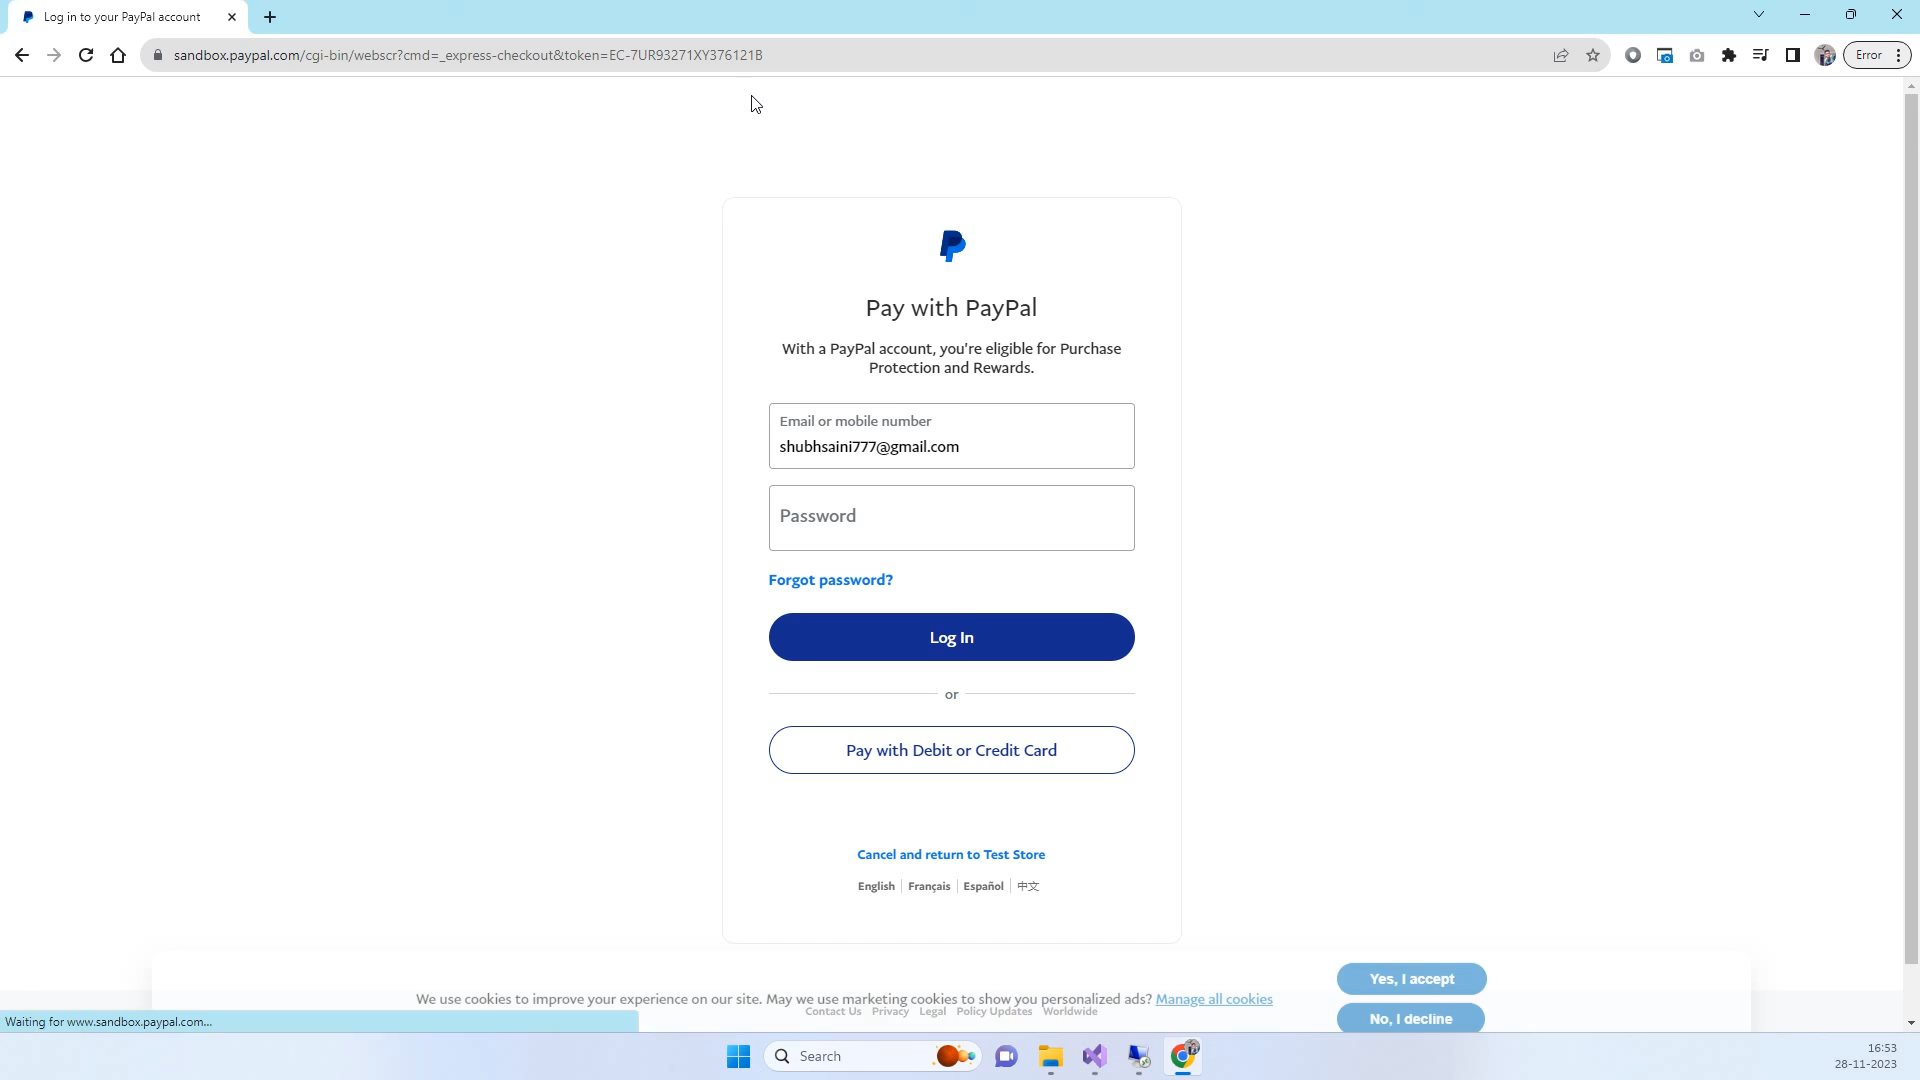 Log in to your PayPal account
sandbox.paypal.com/cgi-bin/webscr?cmd=_express-checkout&token=EC-7UR93271XY376121B
Error
Pay with PayPal
With a PayPal account, you're eligible for Purchase
Protection and Rewards.
Email or mobile number
shubhsaini777@gmail.com
Password
Forgot password?
Log In
or
Pay with Debit or Credit Card
Cancel and return to Test Store
English Français Español 中文
Yes, I accept
We use cookies to improve your experience on our site. May we use marketing cookies to show you personalized ads? Manage all cookies
Contact Us Privacy Legal Policy Updates Worldwide
No, I decline
Waiting for www.sandbox.paypal.com...
Search
16:53
28-11-2023